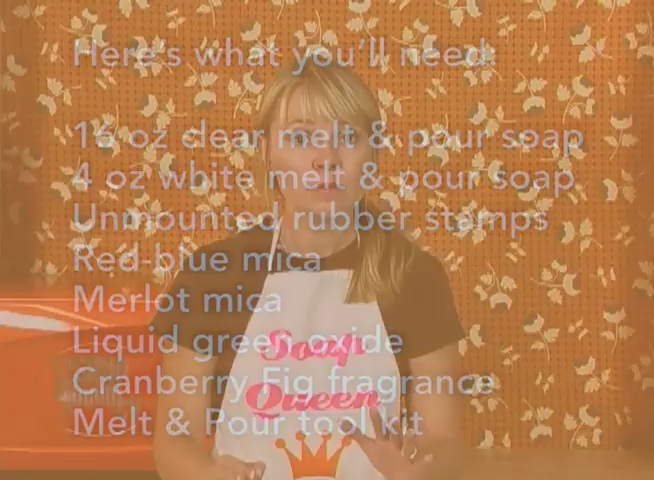 Here's what you'll need:
16 oz clear melt & pour soap
4 oz white melt & pour soap
Unmounted rubber stamps
Red-blue mica
Merlot mica
Liquid green oxide
Cranberry Fig fragrance
Melt & Pour tool kit
Soap
Queen